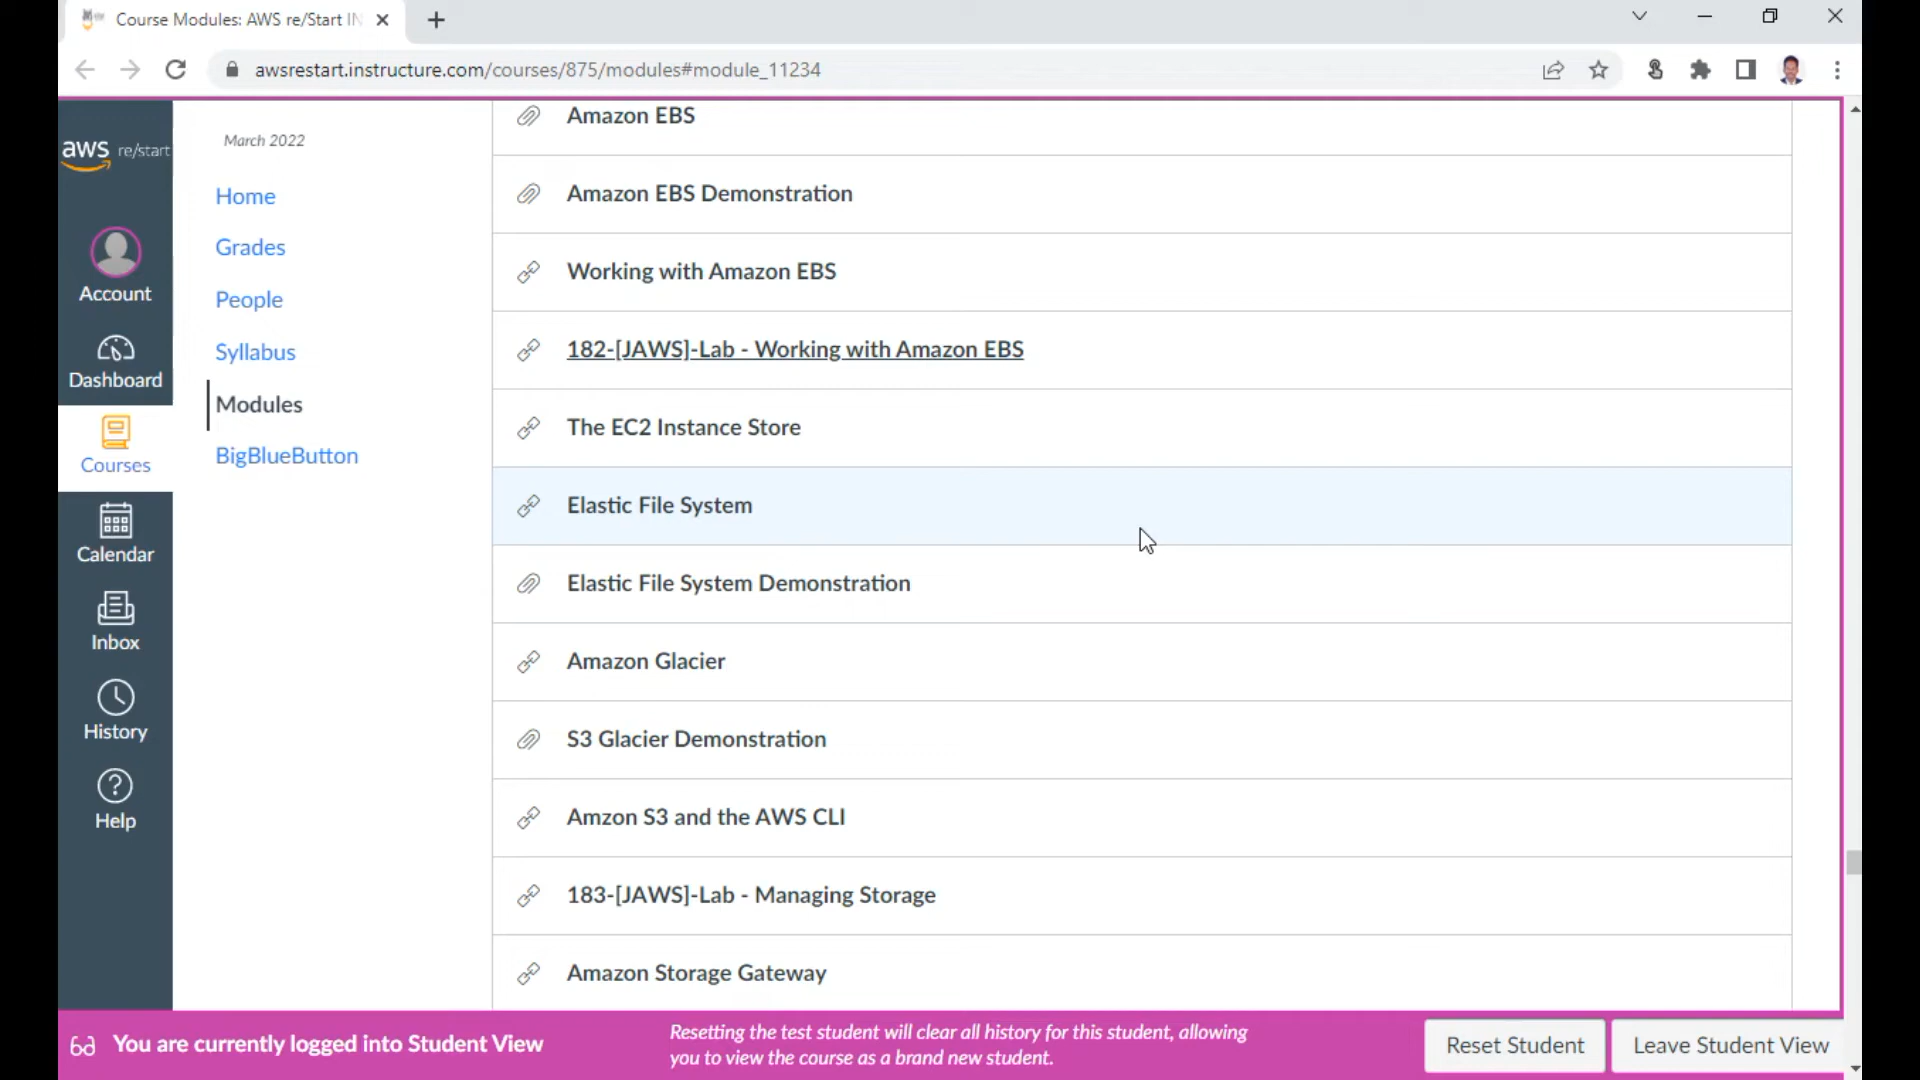 Course Modules: AWS re/Start IN
awsrestart.instructure.com/courses/875/modules#module_11234
aws re/start
Account
Dashboard
Courses
Calendar
Inbox
History
Help
March 2022
Home
Grades
People
Syllabus
Modules
BigBlueButton
Amazon EBS
Amazon EBS Demonstration
Working with Amazon EBS
182-[JAWS]-Lab - Working with Amazon EBS
The EC2 Instance Store
Elastic File System
Elastic File System Demonstration
Amazon Glacier
S3 Glacier Demonstration
Amzon S3 and the AWS CLI
183-[JAWS]-Lab - Managing Storage
Amazon Storage Gateway
You are currently logged into Student View
Resetting the test student will clear all history for this student, allowing
you to view the course as a brand new student.
Reset Student
Leave Student View